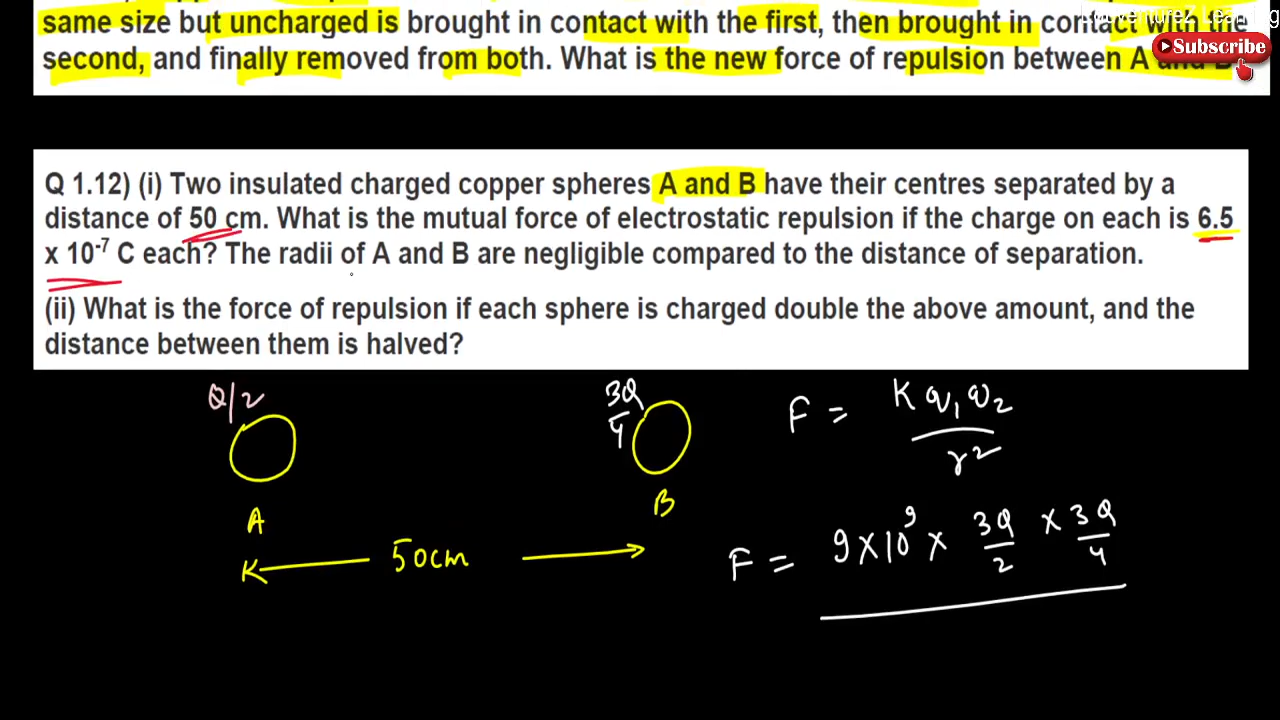 LouventureZ Learning
same size but uncharged is brought in contact with the first, then brought in contact with the
Subscribe
second, and finally removed from both. What is the new force of repulsion between A and B
Q 1.12) (i) Two insulated charged copper spheres A and B have their centres separated by a
distance of 50 cm. What is the mutual force of electrostatic repulsion if the charge on each is 6.5
x 10⁻⁷ C each? The radii of A and B are negligible compared to the distance of separation.
(ii) What is the force of repulsion if each sphere is charged double the above amount, and the
distance between them is halved?
Q/2
3Q/4
F = K q₁ q₂ / r²
A
B
50cm
F = 9 x 10⁹ x 3Q/2 x 3Q/4